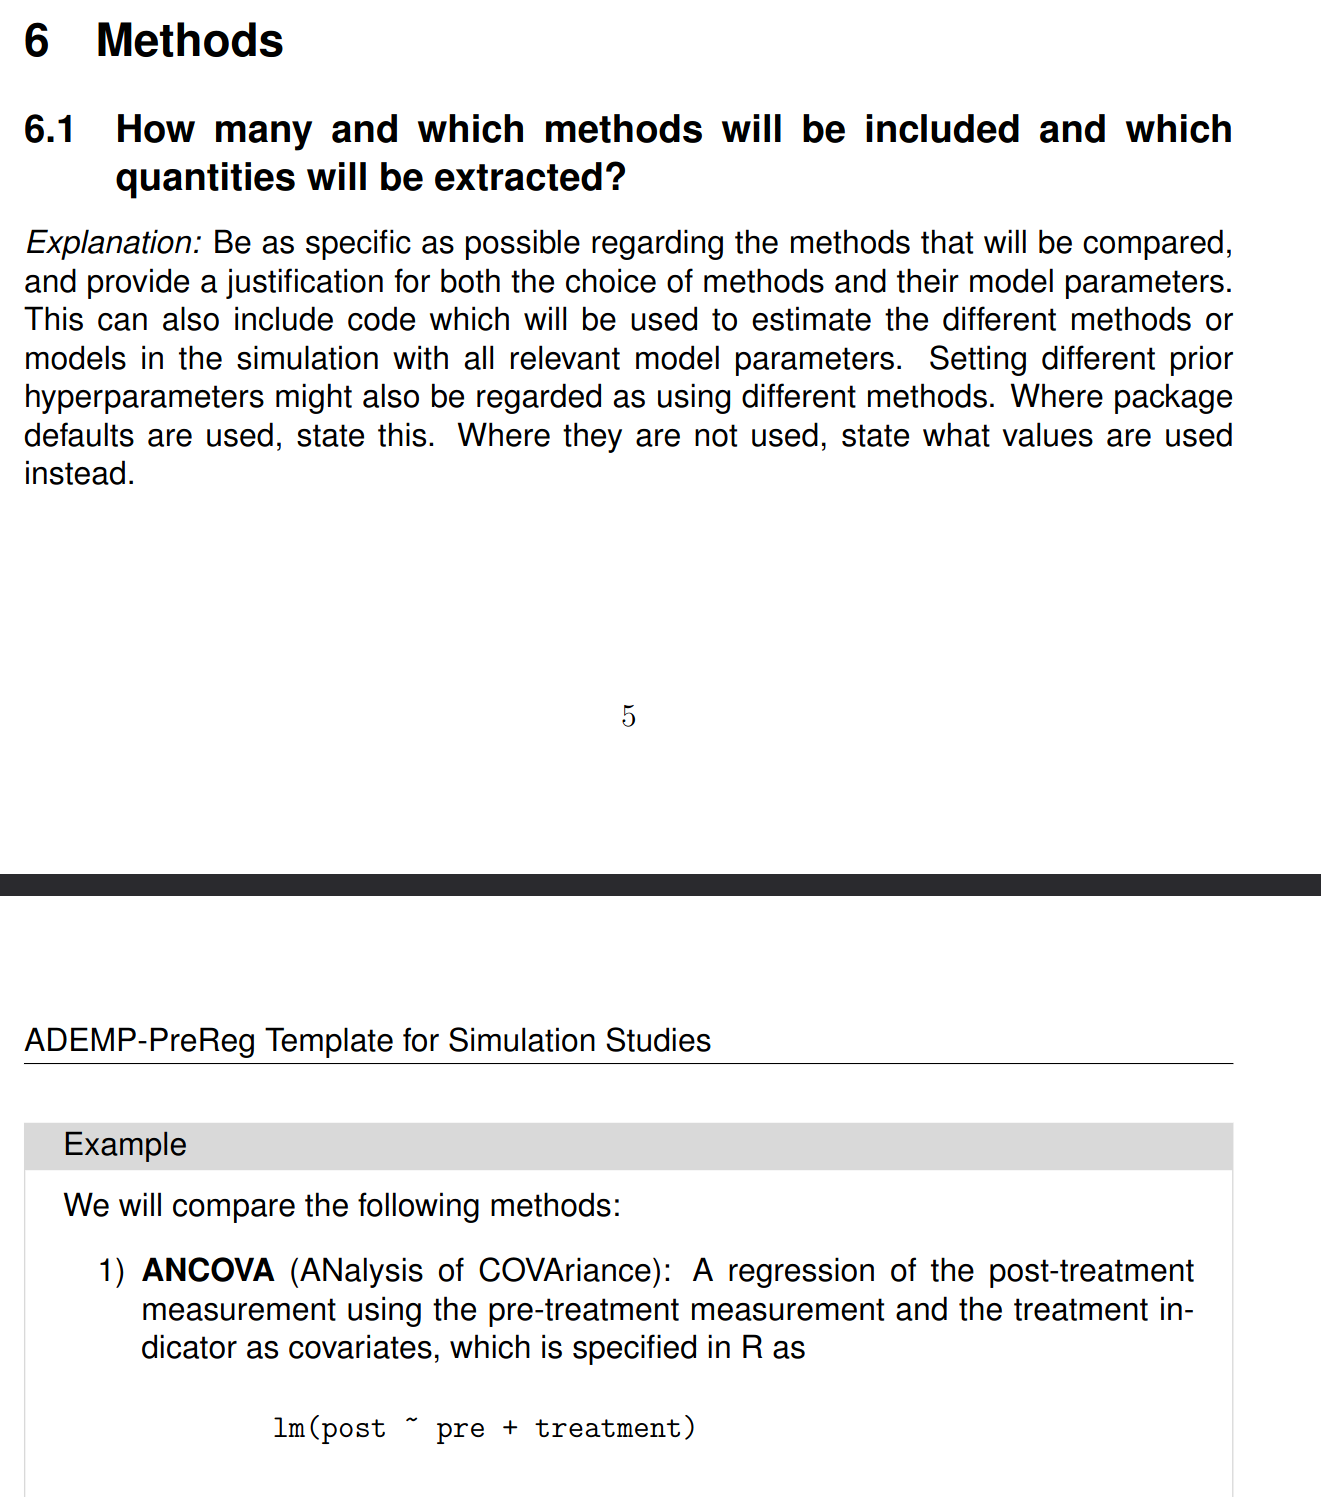 6 Methods
6.1 How many and which methods will be included and which
quantities will be extracted?
Explanation: Be as specific as possible regarding the methods that will be compared,
and provide a justification for both the choice of methods and their model parameters.
This can also include code which will be used to estimate the different methods or
models in the simulation with all relevant model parameters. Setting different prior
hyperparameters might also be regarded as using different methods. Where package
defaults are used, state this. Where they are not used, state what values are used
instead.
5
ADEMP-PreReg Template for Simulation Studies
Example
We will compare the following methods:
1) ANCOVA (ANalysis of COVAriance): A regression of the post-treatment
measurement using the pre-treatment measurement and the treatment in-
dicator as covariates, which is specified in R as
lm(post ~ pre + treatment)